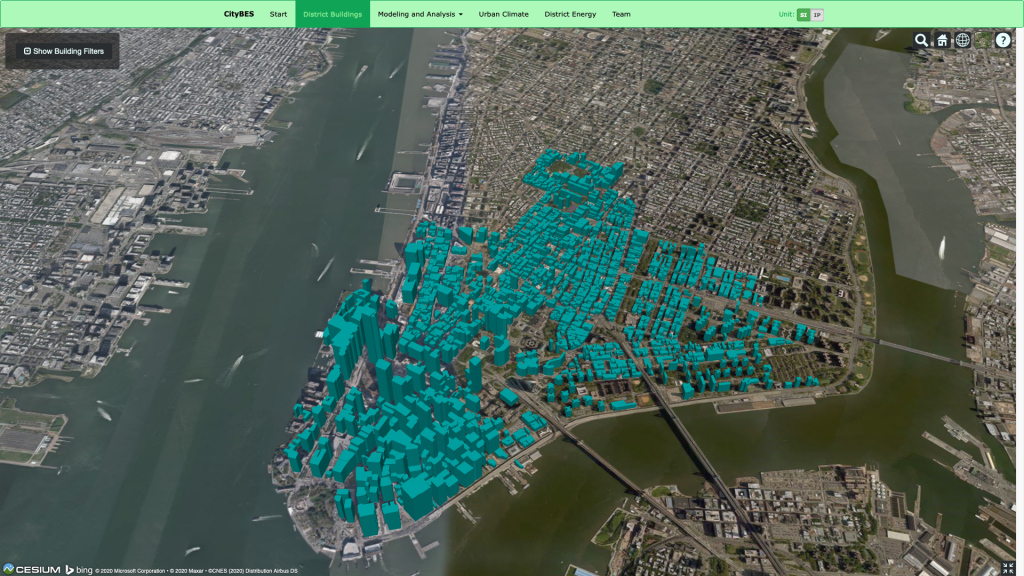 CityBES Start District Buildings Modeling and Analysis Urban Climate District Energy Team Unit: SI IP
Show Building Filters
?
CESIUM bing © 2020 Microsoft Corporation • © 2020 Maxar • ©CNES (2020) Distribution Airbus DS